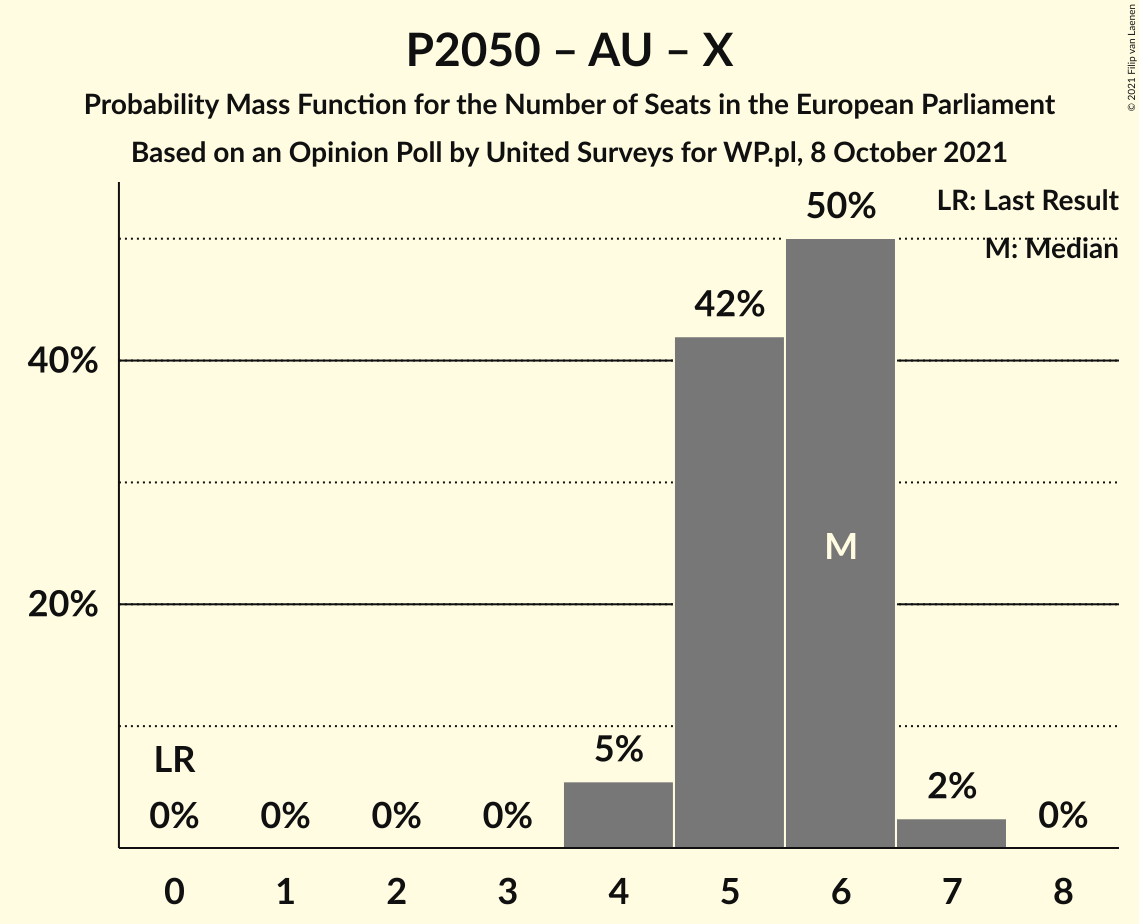 P2050 – AU – X
Probability Mass Function for the Number of Seats in the European Parliament
Based on an Opinion Poll by United Surveys for WP.pl, 8 October 2021
© 2021 Filip van Laenen
LR: Last Result
M: Median
50%
42%
40%
M
20%
LR
5%
2%
0% 0% 0% 0% 0%
0 1 2 3 4 5 6 7 8